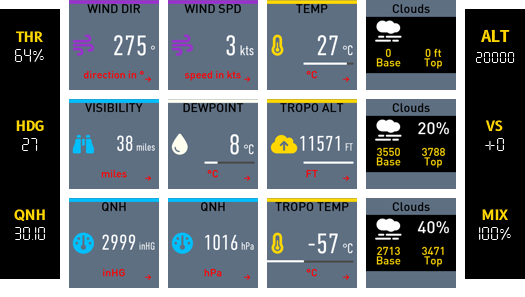 THR
64%
HDG
27
QNH
30.10
WIND DIR
275 °
direction in °
WIND SPD
3 kts
speed in kts
TEMP
27 °C
°C
Clouds
0 0 ft
Base Top
VISIBILITY
38 miles
miles
DEWPOINT
8 °C
°C
TROPO ALT
11571 FT
FT
Clouds
20%
3550 3788
Base Top
QNH
2999 inHG
inHG
QNH
1016 hPa
hPa
TROPO TEMP
-57 °C
°C
Clouds
40%
2713 3471
Base Top
ALT
20000
VS
+0
MIX
100%